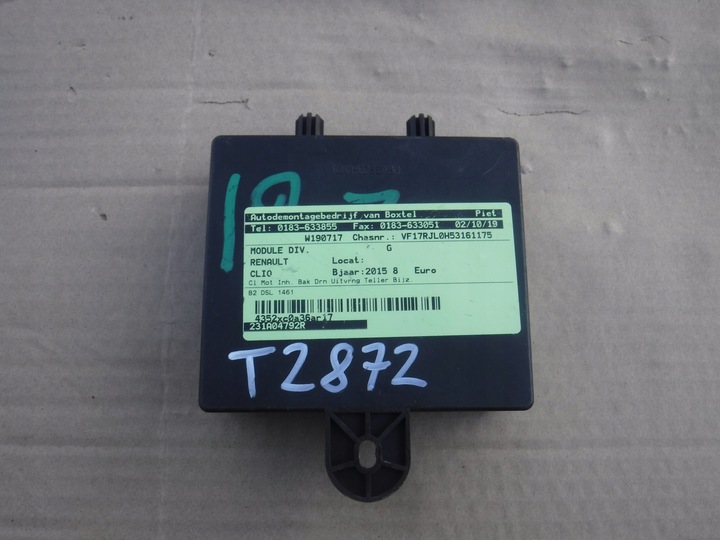 Autodemontagebedrijf van Boxtel Piet
Tel: 0183-633855 Fax: 0183-633051 02/10/19
W190717 Chasnr.: VF17RJL0H53161175
MODULE DIV. G
RENAULT Locat:
CLIO Bjaar:2015 8 Euro
Cl Mot Inh. Bak Drn Uitvrng Teller Bijz.
82 DSL 1461
4352xc0a36ari7
231A04792R
T2872